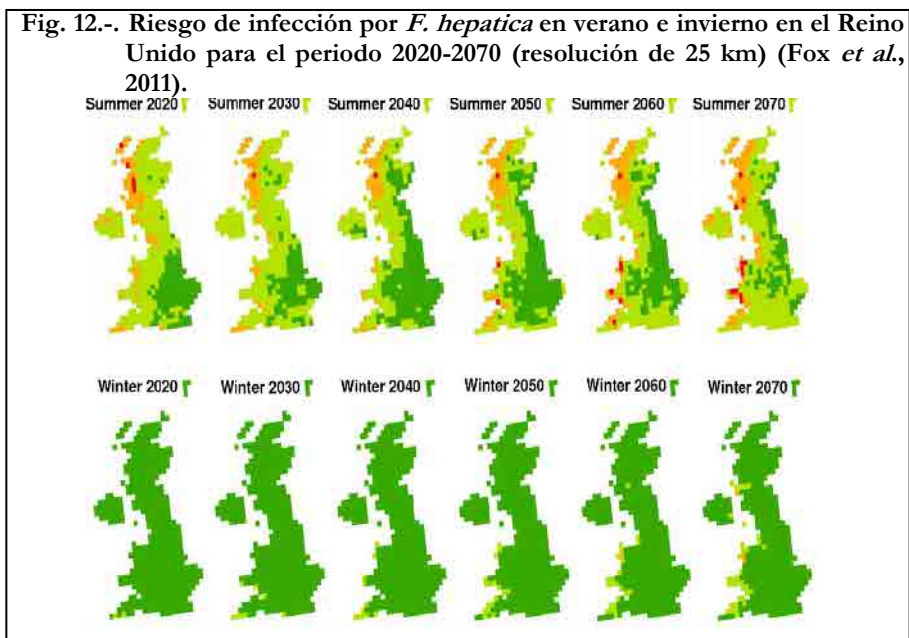 Fig. 12.-. Riesgo de infección por F. hepatica en verano e invierno en el Reino
Unido para el periodo 2020-2070 (resolución de 25 km) (Fox et al.,
2011).
Summer 2020 Summer 2030 Summer 2040 Summer 2050 Summer 2060 Summer 2070
Winter 2020 Winter 2030 Winter 2040 Winter 2050 Winter 2060 Winter 2070